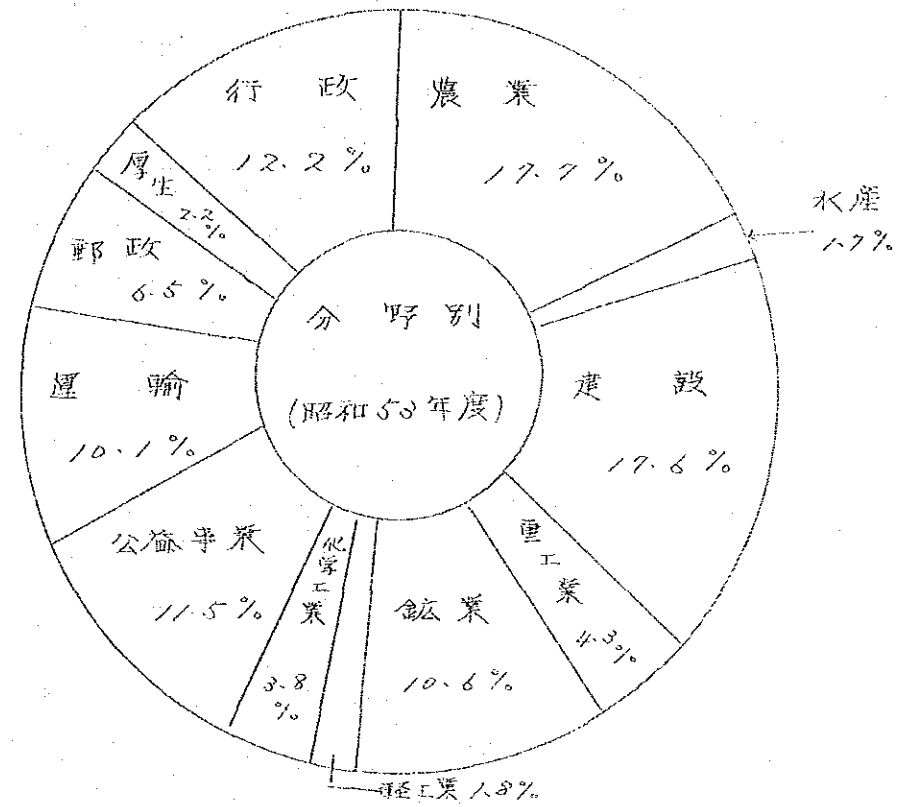 分野別
(昭和53年度)
農業
17.7%
水産
1.7%
建設
17.6%
重工業
4.3%
鉱業
10.6%
軽工業 1.8%
化学工業
3.8
%
公益事業
11.5%
運輸
10.1%
郵政
6.5%
厚生
2.2
%
行政
12.2%